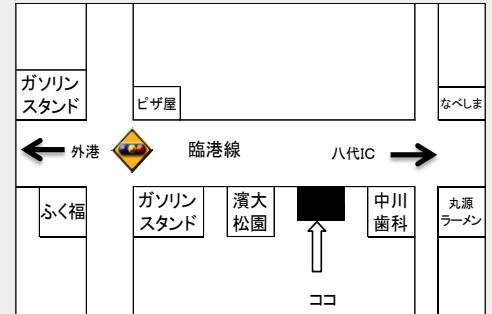 ガソリン
スタンド
ピザ屋
なべしま
外港
臨港線
八代IC
ふく福
ガソリン
スタンド
濱大
松園
中川
歯科
丸源
ラーメン
ココ